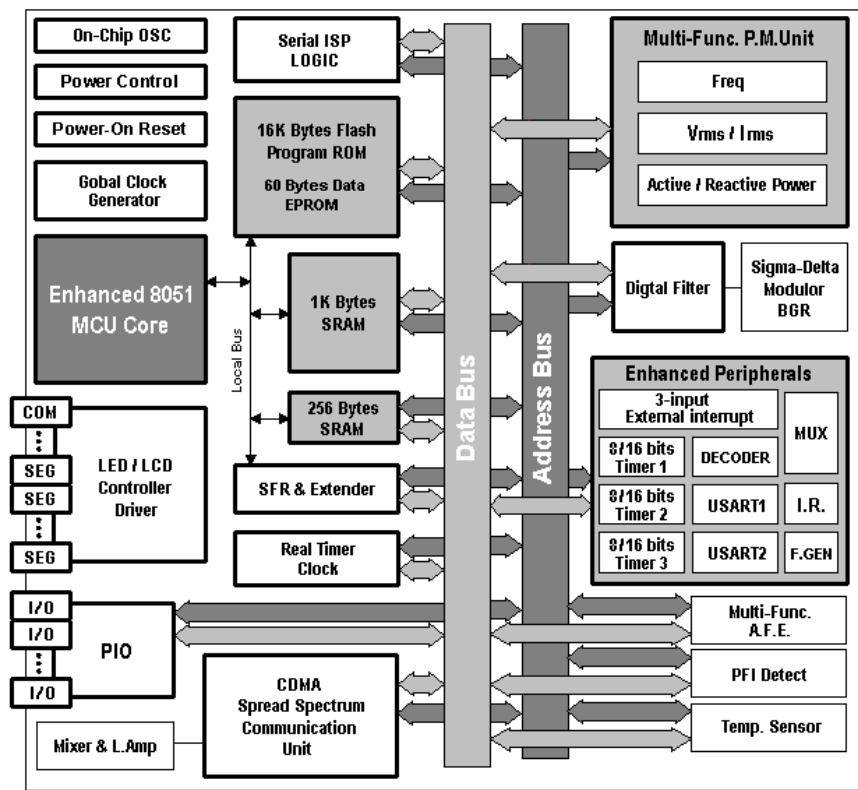 On-Chip OSC
Power Control
Power-On Reset
Gobal Clock
Generator
Enhanced 8051
MCU Core
COM
SEG
SEG
SEG
LED / LCD
Controller
Driver
I/O
I/O
I/O
PIO
Mixer & L.Amp
Serial ISP
LOGIC
16K Bytes Flash
Program ROM
60 Bytes Data
EPROM
1K Bytes
SRAM
Local Bus
256 Bytes
SRAM
SFR & Extender
Real Timer
Clock
CDMA
Spread Spectrum
Communication
Unit
Data Bus
Address Bus
Multi-Func. P.M.Unit
Freq
Vrms / Irms
Active / Reactive Power
Digtal Filter
Sigma-Delta
Modulor
BGR
Enhanced Peripherals
3-input
External interrupt
MUX
8/16 bits
Timer 1
DECODER
8/16 bits
Timer 2
USART1
I.R.
8/16 bits
Timer 3
USART2
F.GEN
Multi-Func.
A.F.E.
PFI Detect
Temp. Sensor